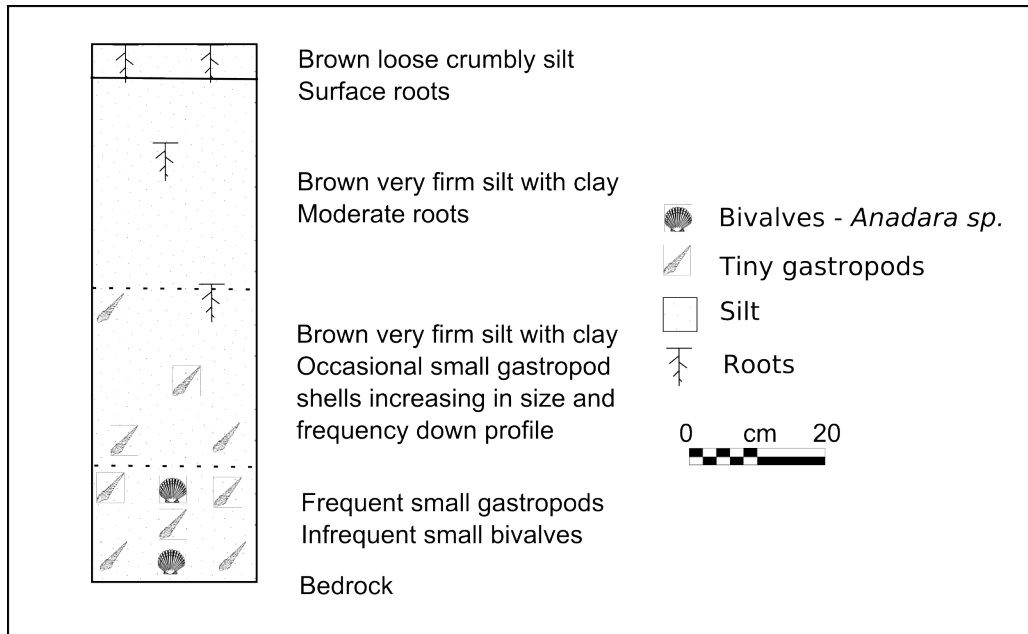 Brown loose crumbly silt
Surface roots
Brown very firm silt with clay
Moderate roots
Brown very firm silt with clay
Occasional small gastropod
shells increasing in size and
frequency down profile
Frequent small gastropods
Infrequent small bivalves
Bedrock
Bivalves - Anadara sp.
Tiny gastropods
Silt
Roots
0 cm 20